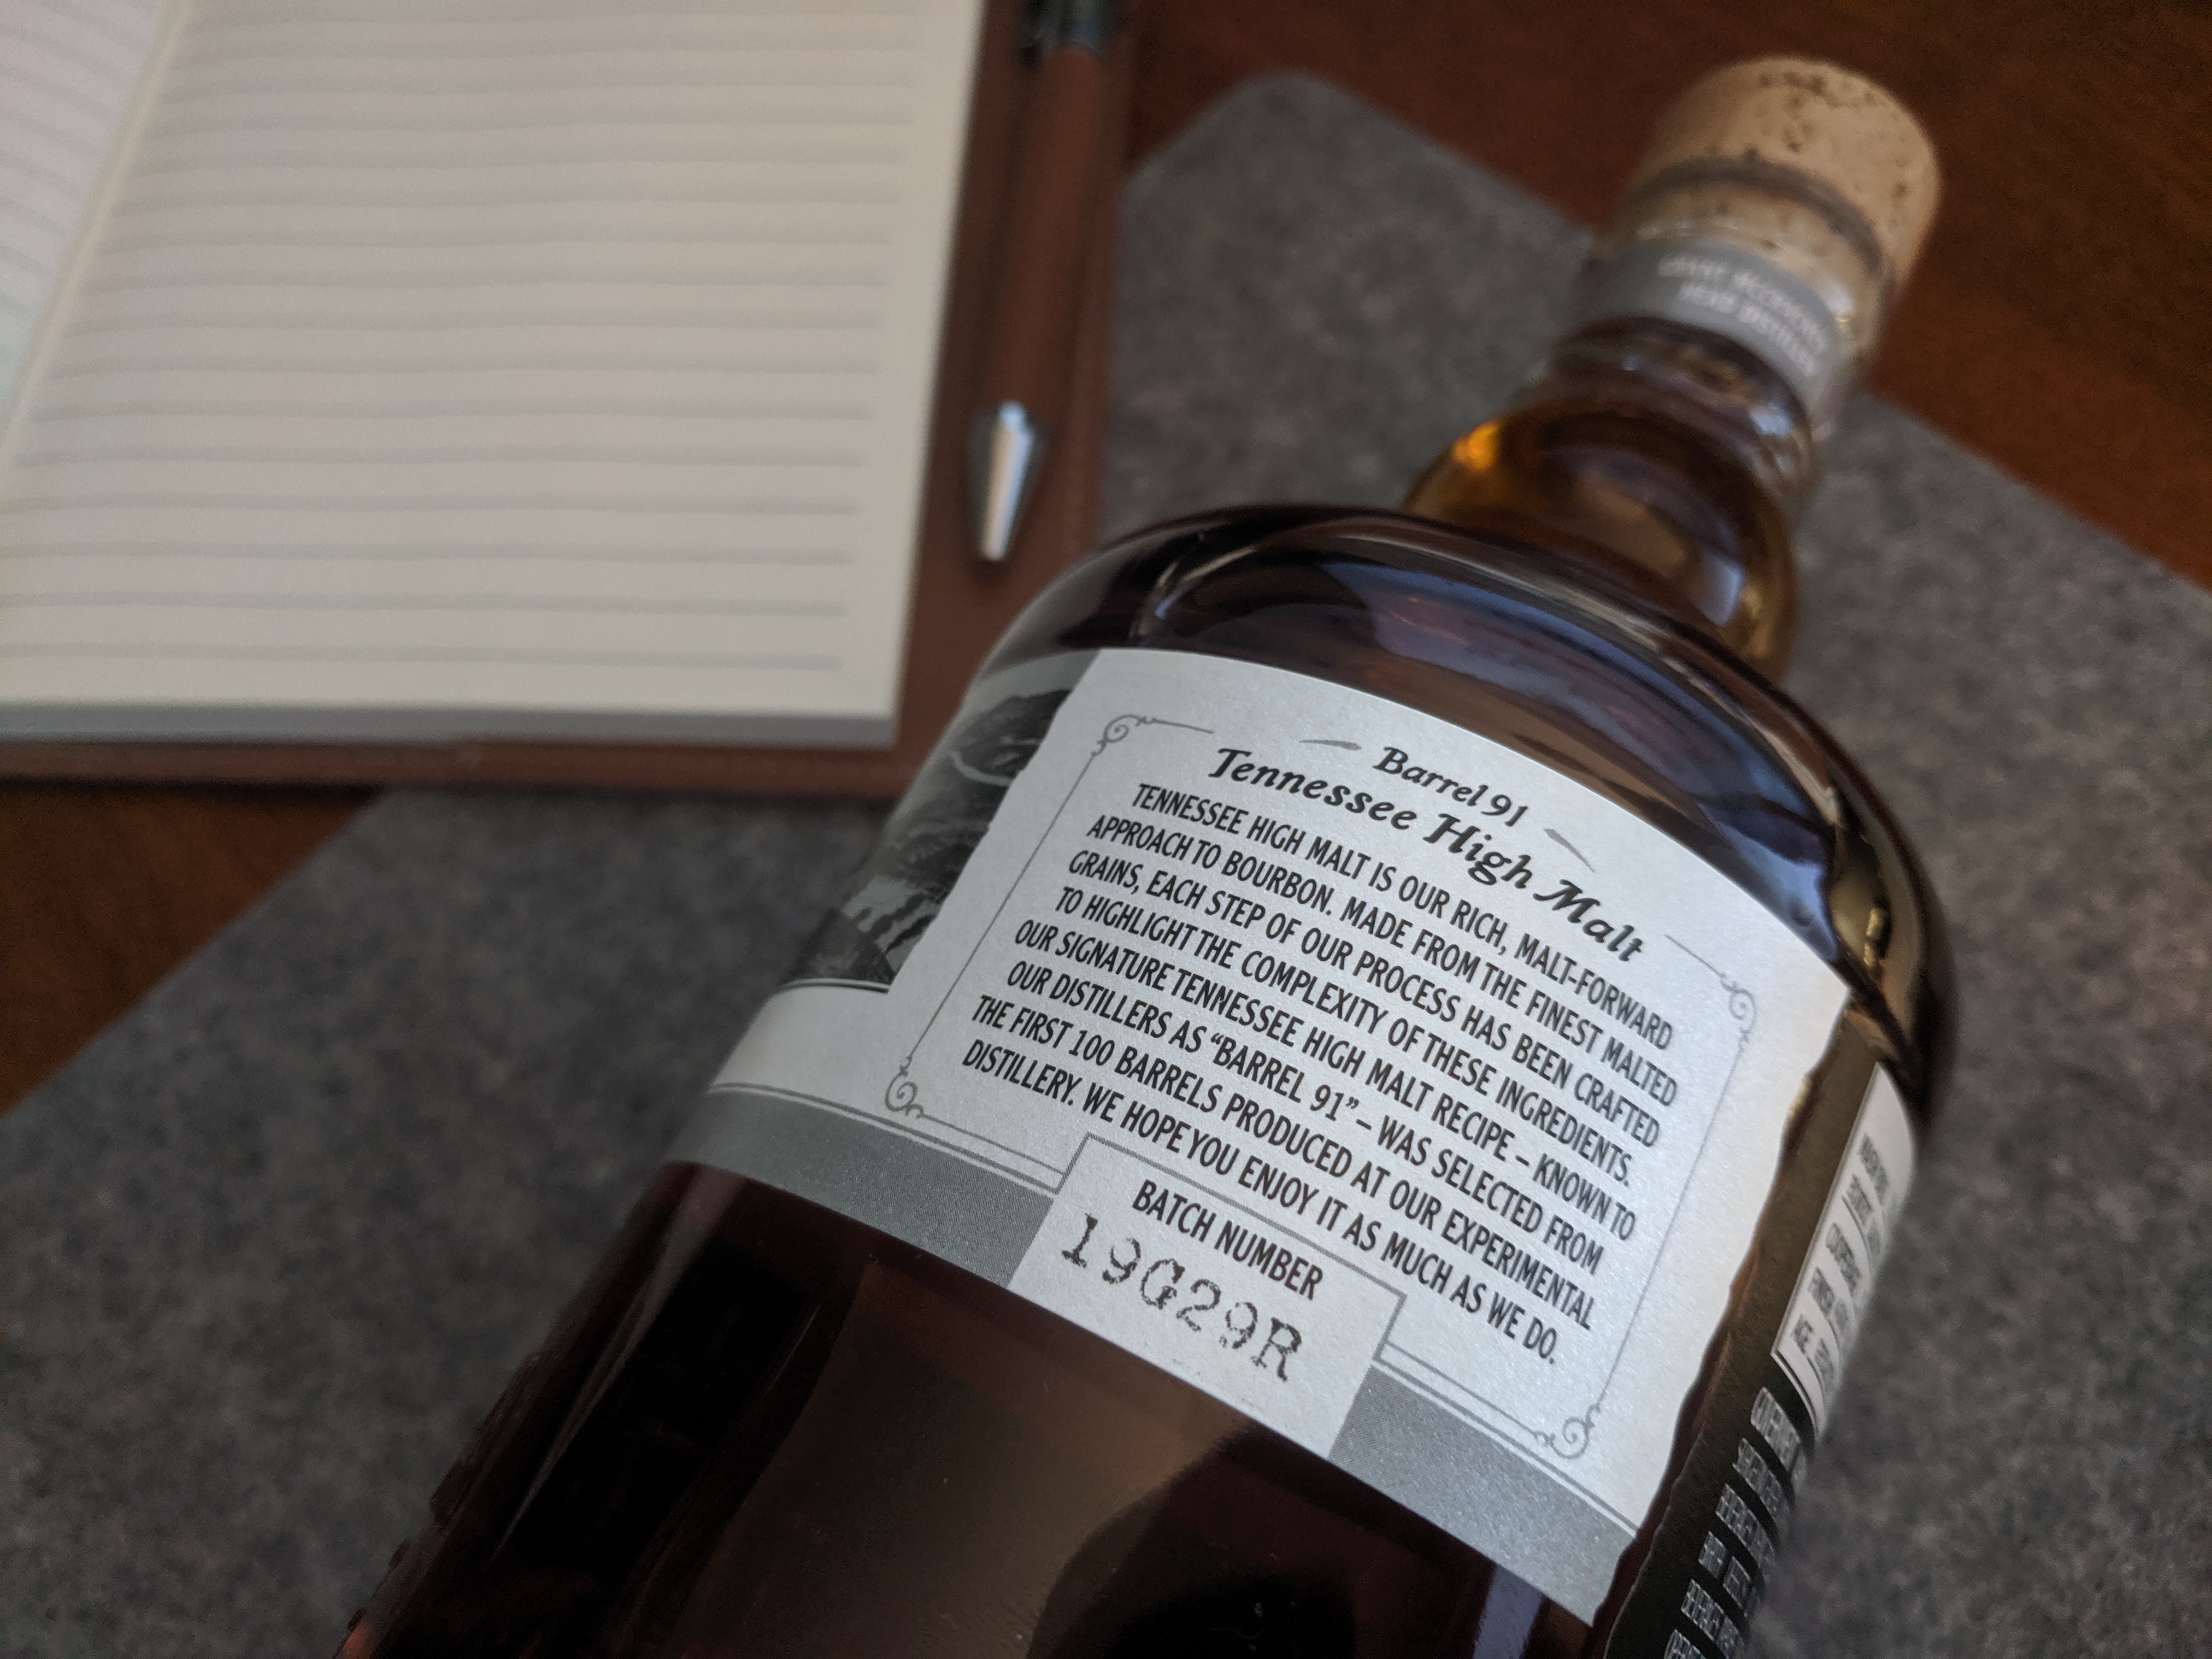 Barrel 91
Tennessee High Malt
TENNESSEE HIGH MALT IS OUR RICH, MALT-FORWARD
APPROACH TO BOURBON. MADE FROM THE FINEST MALTED
GRAINS, EACH STEP OF OUR PROCESS HAS BEEN CRAFTED
TO HIGHLIGHT THE COMPLEXITY OF THESE INGREDIENTS.
OUR SIGNATURE TENNESSEE HIGH MALT RECIPE – KNOWN TO
OUR DISTILLERS AS “BARREL 91” – WAS SELECTED FROM
THE FIRST 100 BARRELS PRODUCED AT OUR EXPERIMENTAL
DISTILLERY. WE HOPE YOU ENJOY IT AS MUCH AS WE DO.
BATCH NUMBER
19G29R
HEAD DISTILLER